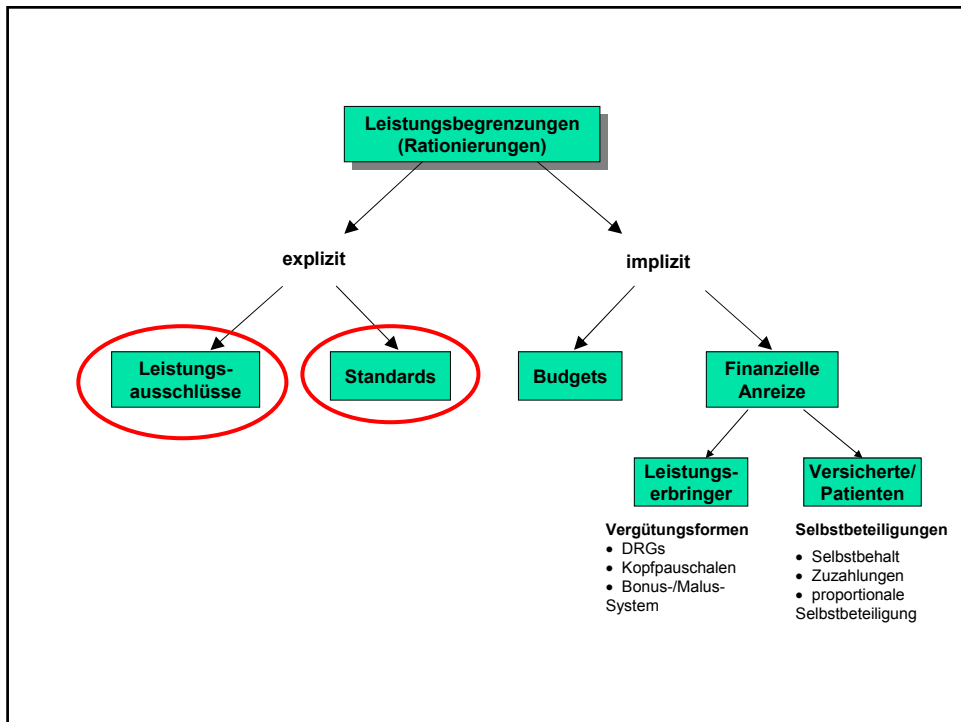 Leistungsbegrenzungen
(Rationierungen)
explizit
implizit
Leistungs-
ausschlüsse
Standards
Budgets
Finanzielle
Anreize
Leistungs-
erbringer
Versicherte/
Patienten
Vergütungsformen
• DRGs
• Kopfpauschalen
• Bonus-/Malus-
System
Selbstbeteiligungen
• Selbstbehalt
• Zuzahlungen
• proportionale
Selbstbeteiligung